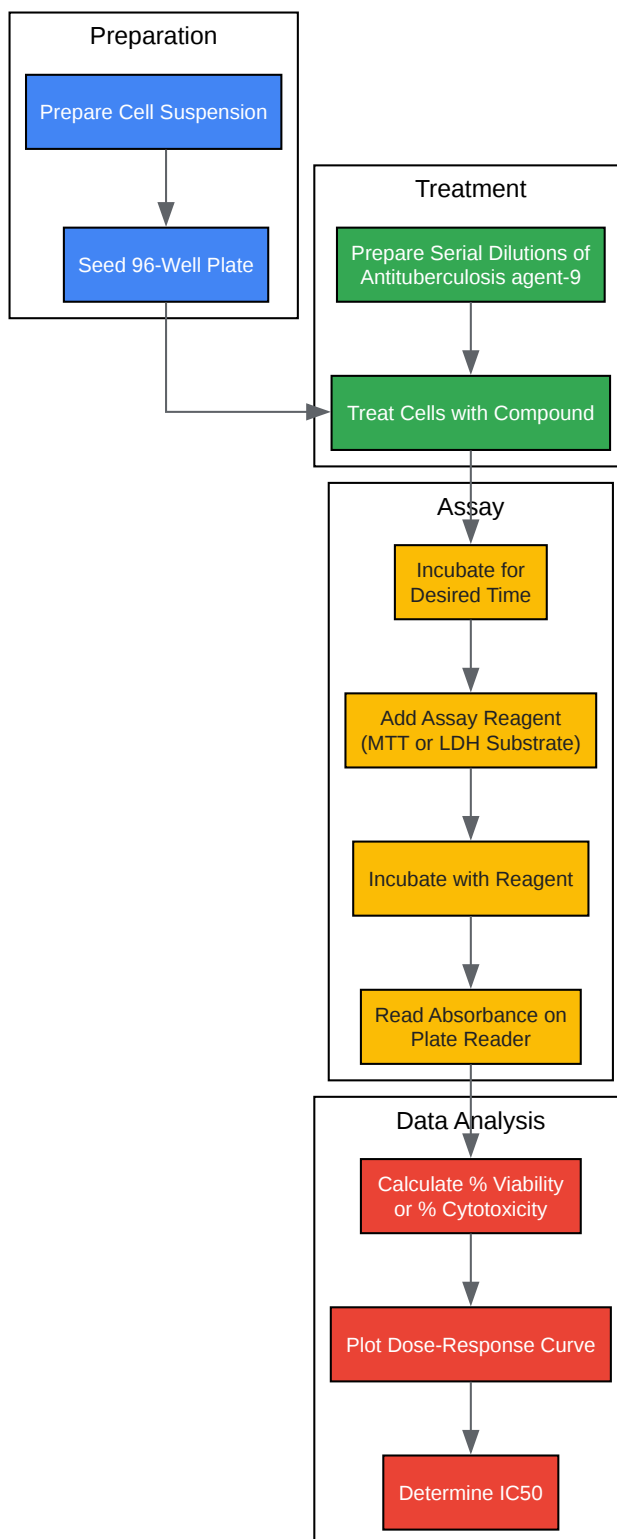 Preparation
Prepare Cell Suspension
Seed 96-Well Plate
Treatment
Prepare Serial Dilutions of
Antituberculosis agent-9
Treat Cells with Compound
Assay
Incubate for
Desired Time
Add Assay Reagent
(MTT or LDH Substrate)
Incubate with Reagent
Read Absorbance on
Plate Reader
Data Analysis
Calculate % Viability
or % Cytotoxicity
Plot Dose-Response Curve
Determine IC50